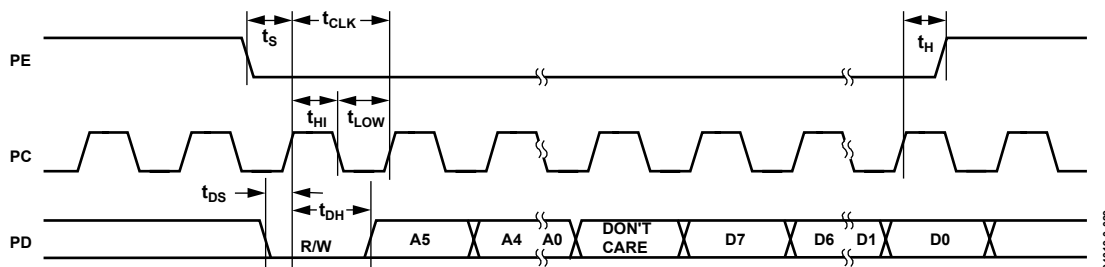 tS
tCLK
tH
PE
tHI
tLOW
PC
tDS
tDH
PD
R/W
A5
A4
A0
DON'T
CARE
D7
D6
D1
D0